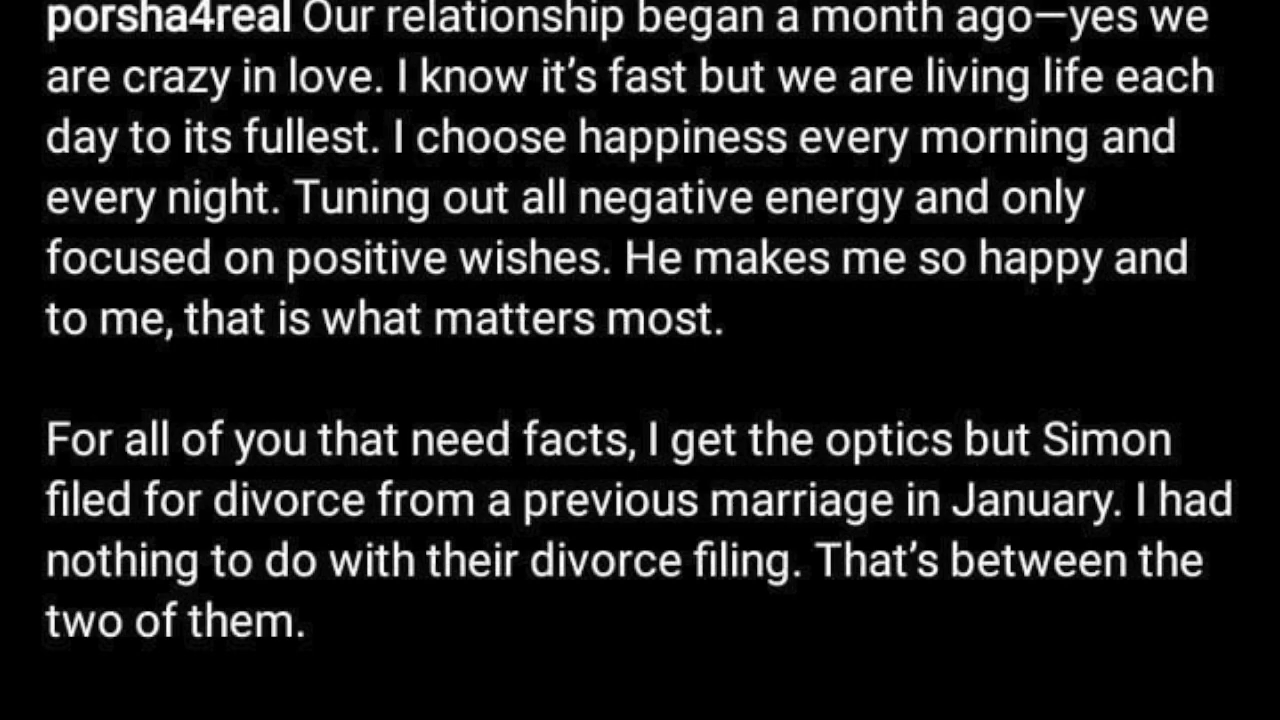 porsha4real Our relationship began a month ago—yes we
are crazy in love. I know it’s fast but we are living life each
day to its fullest. I choose happiness every morning and
every night. Tuning out all negative energy and only
focused on positive wishes. He makes me so happy and
to me, that is what matters most.
For all of you that need facts, I get the optics but Simon
filed for divorce from a previous marriage in January. I had
nothing to do with their divorce filing. That’s between the
two of them.